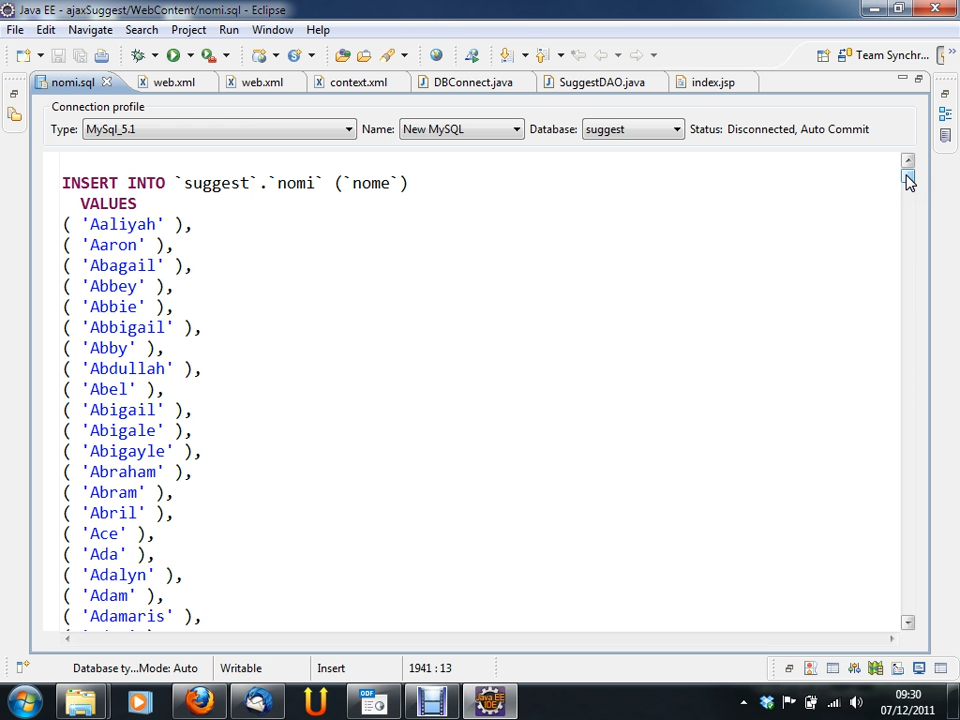 Java EE - ajaxSuggest/WebContent/nomi.sql - Eclipse
File Edit Navigate Search Project Run Window Help
Team Synchr...
nomi.sql web.xml web.xml context.xml DBConnect.java SuggestDAO.java index.jsp
Connection profile
Type: MySql_5.1 Name: New MySQL Database: suggest Status: Disconnected, Auto Commit
INSERT INTO `suggest`.`nomi` (`nome`)
VALUES
( 'Aaliyah' ),
( 'Aaron' ),
( 'Abagail' ),
( 'Abbey' ),
( 'Abbie' ),
( 'Abbigail' ),
( 'Abby' ),
( 'Abdullah' ),
( 'Abel' ),
( 'Abigail' ),
( 'Abigale' ),
( 'Abigayle' ),
( 'Abraham' ),
( 'Abram' ),
( 'Abril' ),
( 'Ace' ),
( 'Ada' ),
( 'Adalyn' ),
( 'Adam' ),
( 'Adamaris' ),
Database ty...Mode: Auto Writable Insert 1941 : 13
ODF
Java EE
IDE
09:30
07/12/2011